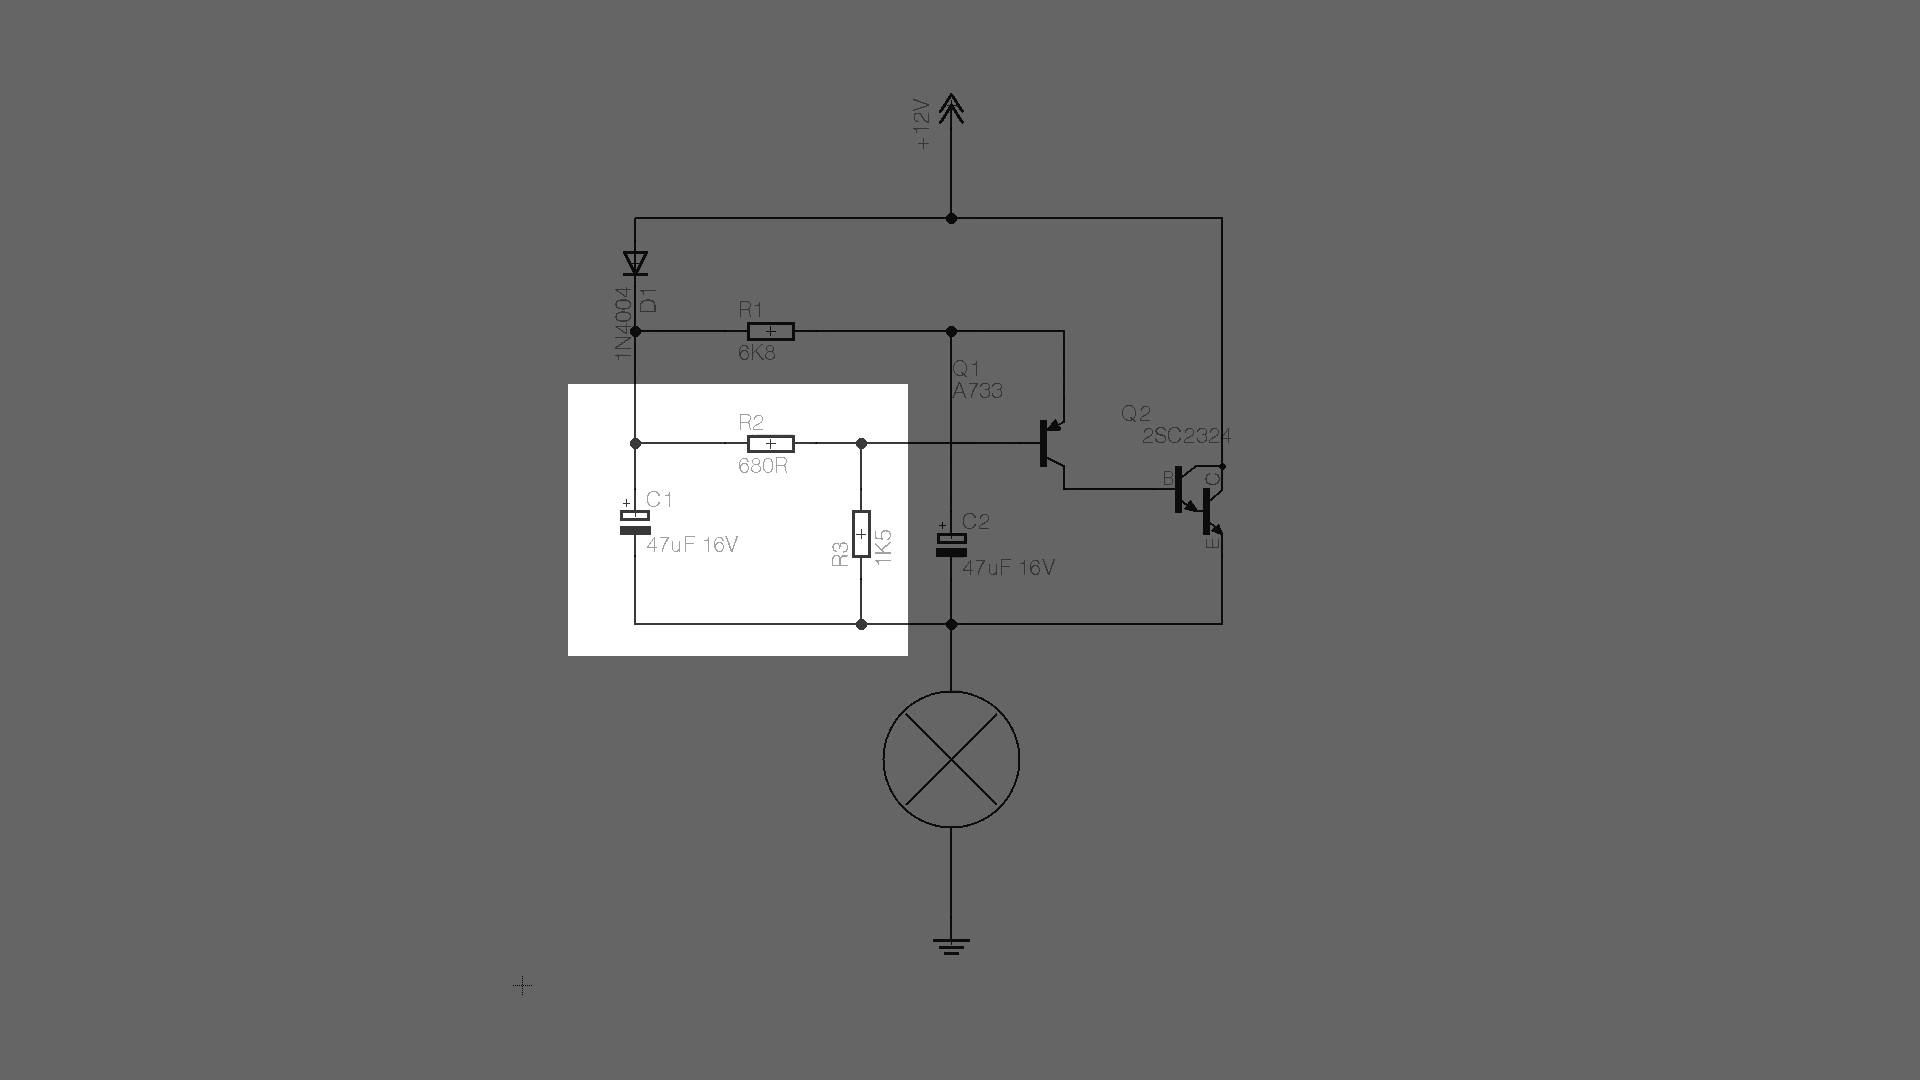 +12V
1N4004
D1
R1
6K8
Q1
A733
Q2
2SC2324
R2
680R
B
C
E
+
C1
47uF 16V
R3
1K5
+
C2
47uF 16V